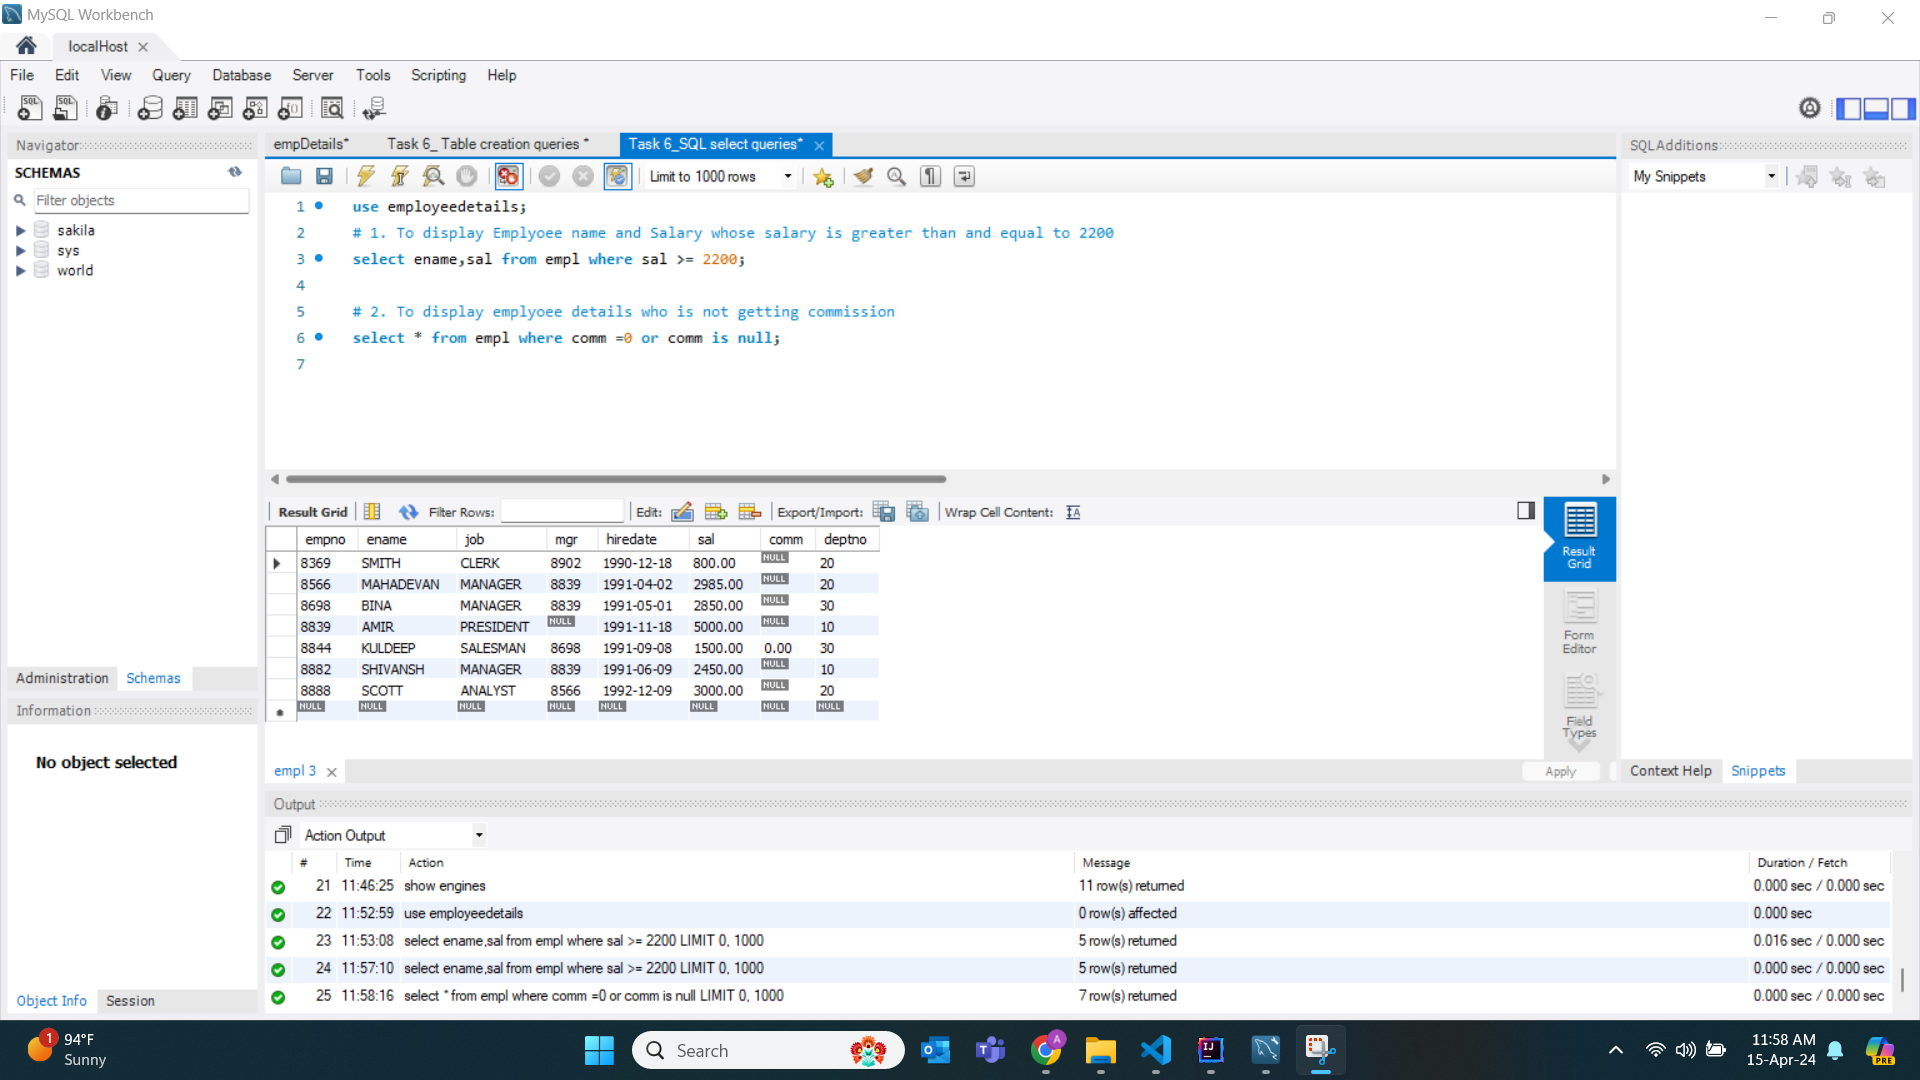 MySQL Workbench
localHost
File Edit View Query Database Server Tools Scripting Help
Navigator
SCHEMAS
Filter objects
sakila
sys
world
Administration Schemas
Information
No object selected
Object Info Session
empDetails* Task 6_ Table creation queries * Task 6_SQL select queries*
Limit to 1000 rows
1 use employeedetails;
2 # 1. To display Emplyoee name and Salary whose salary is greater than and equal to 2200
3 select ename,sal from empl where sal >= 2200;
4
5 # 2. To display emplyoee details who is not getting commission
6 select * from empl where comm =0 or comm is null;
7
Result Grid Filter Rows: Edit: Export/Import: Wrap Cell Content:
empno ename job mgr hiredate sal comm deptno
8369 SMITH CLERK 8902 1990-12-18 800.00 NULL 20
8566 MAHADEVAN MANAGER 8839 1991-04-02 2985.00 NULL 20
8698 BINA MANAGER 8839 1991-05-01 2850.00 NULL 30
8839 AMIR PRESIDENT NULL 1991-11-18 5000.00 NULL 10
8844 KULDEEP SALESMAN 8698 1991-09-08 1500.00 0.00 30
8882 SHIVANSH MANAGER 8839 1991-06-09 2450.00 NULL 10
8888 SCOTT ANALYST 8566 1992-12-09 3000.00 NULL 20
NULL NULL NULL NULL NULL NULL NULL NULL
Result
Grid
Form
Editor
Field
Types
empl 3
Apply
SQLAdditions
My Snippets
Context Help Snippets
Output
Action Output
# Time Action Message Duration / Fetch
21 11:46:25 show engines 11 row(s) returned 0.000 sec / 0.000 sec
22 11:52:59 use employeedetails 0 row(s) affected 0.000 sec
23 11:53:08 select ename,sal from empl where sal >= 2200 LIMIT 0, 1000 5 row(s) returned 0.016 sec / 0.000 sec
24 11:57:10 select ename,sal from empl where sal >= 2200 LIMIT 0, 1000 5 row(s) returned 0.000 sec / 0.000 sec
25 11:58:16 select * from empl where comm =0 or comm is null LIMIT 0, 1000 7 row(s) returned 0.000 sec / 0.000 sec
1
94°F
Sunny
Search
A
11:58 AM
15-Apr-24
PRE